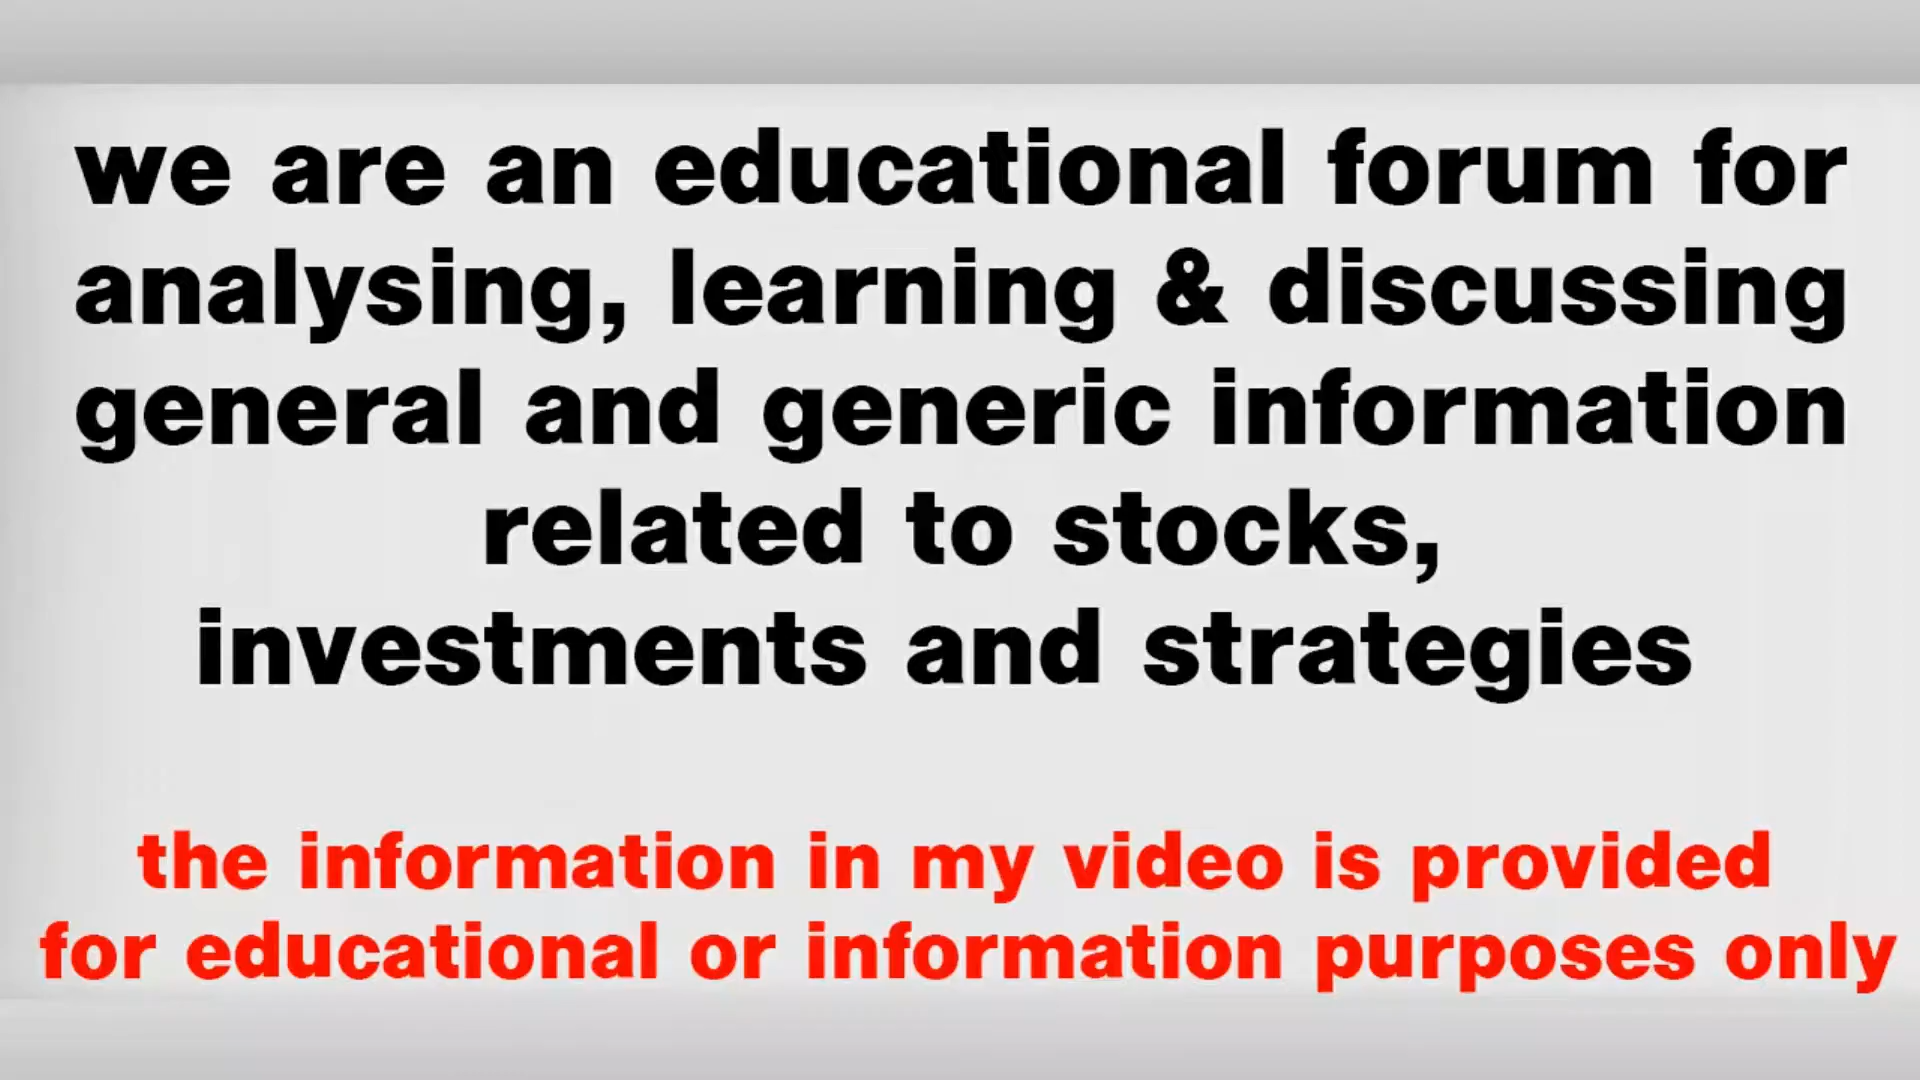 we are an educational forum for
analysing, learning & discussing
general and generic information
related to stocks,
investments and strategies
the information in my video is provided
for educational or information purposes only